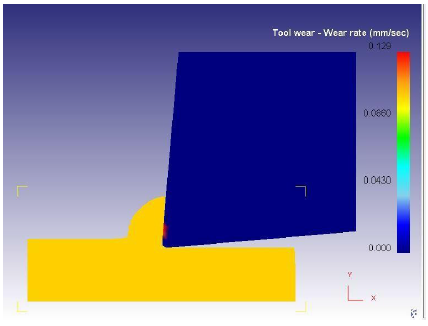 Tool wear - Wear rate (mm/sec)
0.129
0.0860
0.0430
0.000
Y
X